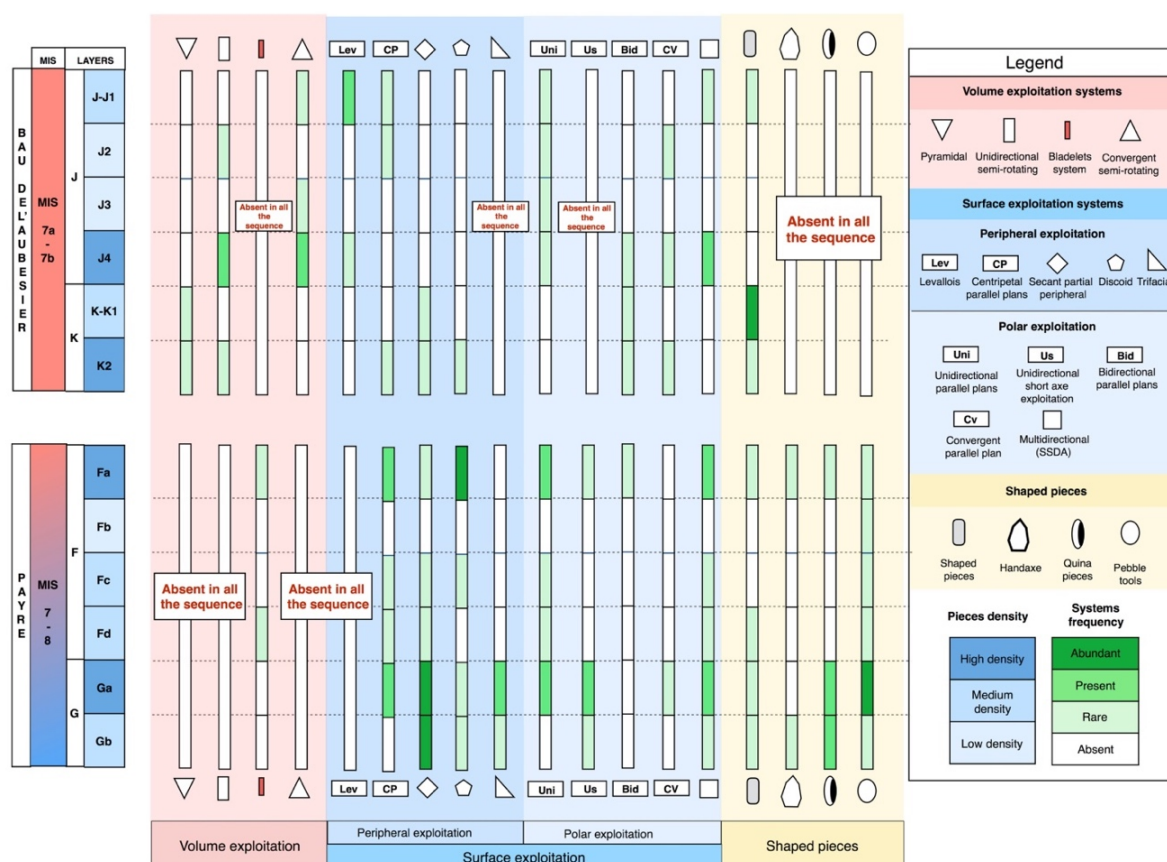 MIS LAYERS
BAU DEL'AUBESIER
MIS
7a
-
7b
J
K
J-J1
J2
J3
J4
K-K1
K2
Lev CP
Uni Us Bid CV
Absent in all
the
sequence
Absent in all
the
sequence
Absent in all
the
sequence
Absent in all
the sequence
PAYRE
MIS
7
-
8
F
G
Fa
Fb
Fc
Fd
Ga
Gb
Absent in all
the sequence
Absent in all
the sequence
Lev CP
Uni Us Bid CV
Volume exploitation
Peripheral exploitation
Polar exploitation
Surface exploitation
Shaped pieces
Legend
Volume exploitation systems
Pyramidal
Unidirectional
semi-rotating
Bladelets
system
Convergent
semi-rotating
Surface exploitation systems
Peripheral exploitation
Lev
CP
Levallois
Centripetal
parallel plans
Secant partial
peripheral
Discoid
Trifacia
Polar exploitation
Uni
Us
Bid
Unidirectional
parallel plans
Unidirectional
short axe
exploitation
Bidirectional
parallel plans
Cv
Convergent
parallel plan
Multidirectional
(SSDA)
Shaped pieces
Shaped
pieces
Handaxe
Quina
pieces
Pebble
tools
Pieces density
High density
Medium
density
Low density
Systems
frequency
Abundant
Present
Rare
Absent